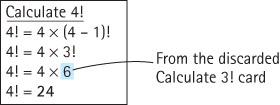 Calculate 4!
4! = 4 × (4 – 1)!
4! = 4 × 3!
4! = 4 × 6
4! = 24
From the discarded
Calculate 3! card